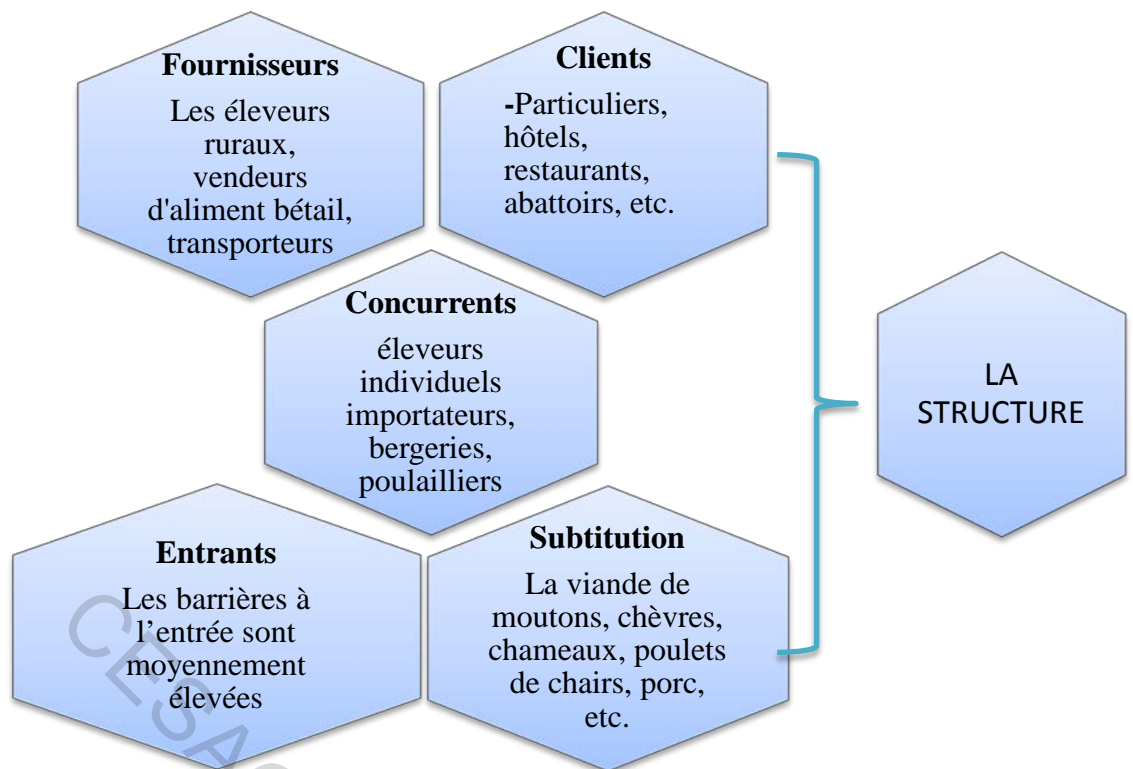 Fournisseurs
Les éleveurs
ruraux,
vendeurs
d'aliment bétail,
transporteurs
Clients
-Particuliers,
hôtels,
restaurants,
abattoirs, etc.
Concurrents
éleveurs
individuels
importateurs,
bergeries,
poulailliers
LA
STRUCTURE
Entrants
Les barrières à
l’entrée sont
moyennement
élevées
Subtitution
La viande de
moutons, chèvres,
chameaux, poulets
de chairs, porc,
etc.